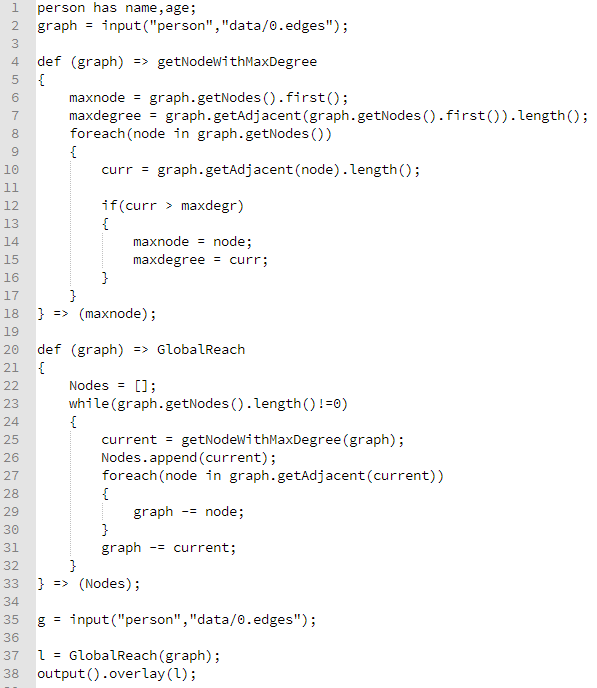 1 person has name,age;
2 graph = input("person","data/0.edges");
3
4 def (graph) => getNodeWithMaxDegree
5 {
6     maxnode = graph.getNodes().first();
7     maxdegree = graph.getAdjacent(graph.getNodes().first()).length();
8     foreach(node in graph.getNodes())
9     {
10         curr = graph.getAdjacent(node).length();
11
12         if(curr > maxdegr)
13         {
14             maxnode = node;
15             maxdegree = curr;
16         }
17     }
18 } => (maxnode);
19
20 def (graph) => GlobalReach
21 {
22     Nodes = [];
23     while(graph.getNodes().length()!=0)
24     {
25         current = getNodeWithMaxDegree(graph);
26         Nodes.append(current);
27         foreach(node in graph.getAdjacent(current))
28         {
29             graph -= node;
30         }
31         graph -= current;
32     }
33 } => (Nodes);
34
35 g = input("person","data/0.edges");
36
37 l = GlobalReach(graph);
38 output().overlay(l);